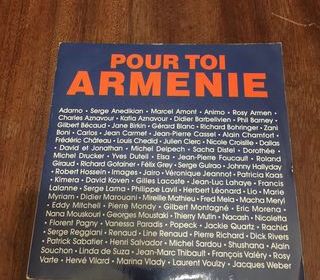 POUR TOI
ARMENIE
Adamo • Serge Anedikian • Marcel Amont • Animo • Rosy Armen
Charles Aznavour • Katia Aznavour • Didier Barbelivien • Phil Barney
Gilbert Bécaud • Jane Birkin • Gérard Blanc • Richard Bohringer • Zani
Boni • Carlos • Jean Carmet • Jean-Pierre Cassel • Alain Chamfort
Frédéric Château • Louis Chedid • Julien Clerc • Nicole Croisille • Dallas
David et Jonathan • Michel Delpech • Sacha Distel • Dorothée •
Michel Drucker • Yves Duteil • Elsa • Jean-Pierre Foucault • Roland
Giraud • Richard Gotainer • Félix Gray • Serge Guirao • Johnny Hallyday
• Robert Hossein • Images • Jaïro • Véronique Jeannot • Patricia Kaas
• Kimera • David Koven • Gilles Lacoste • Jean-Luc Lahaye • Francis
Lalanne • Serge Lama • Philippe Lavil • Herbert Léonard • Lio • Marie
Myriam • Didier Marouani • Mireille Mathieu • Fred Mela • Macha Meryl
• Eddy Mitchell • Pierre Mondy • Gilbert Montagné • Eric Morena •
Nana Mouskouri • Georges Moustaki • Thierry Mutin • Nacash • Nicoletta
• Florent Pagny • Vanessa Paradis • Popeck • Jackie Quartz • Rachid
Serge Reggiani • Renaud • Line Renaud • Pierre Richard • Dick Rivers
• Patrick Sabatier • Henri Salvador • Michel Sardou • Shushana • Alain
Souchon • Linda de Suza • Jean-Marc Thibault • François Valéry • Rosy
Varte • Hervé Vilard • Marina Vlady • Laurent Voulzy • Jacques Weber